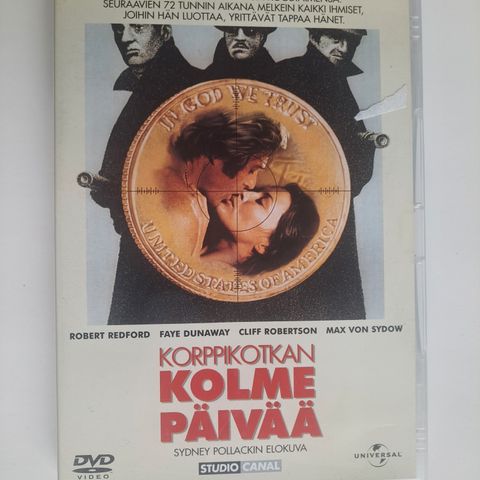 SEURAAVIEN 72 TUNNIN AIKANA MELKEIN KAIKKI IHMISET,
JOIHIN HÄN LUOTTAA, YRITTÄVÄT TAPPAA HÄNET.
IN GOD WE TRUST
UNITED STATES OF AMERICA
ROBERT REDFORD FAYE DUNAWAY CLIFF ROBERTSON MAX VON SYDOW
KORPPIKOTKAN
KOLME
PÄIVÄÄ
SYDNEY POLLACKIN ELOKUVA
DVD
VIDEO
STUDIO CANAL
UNIVERSAL